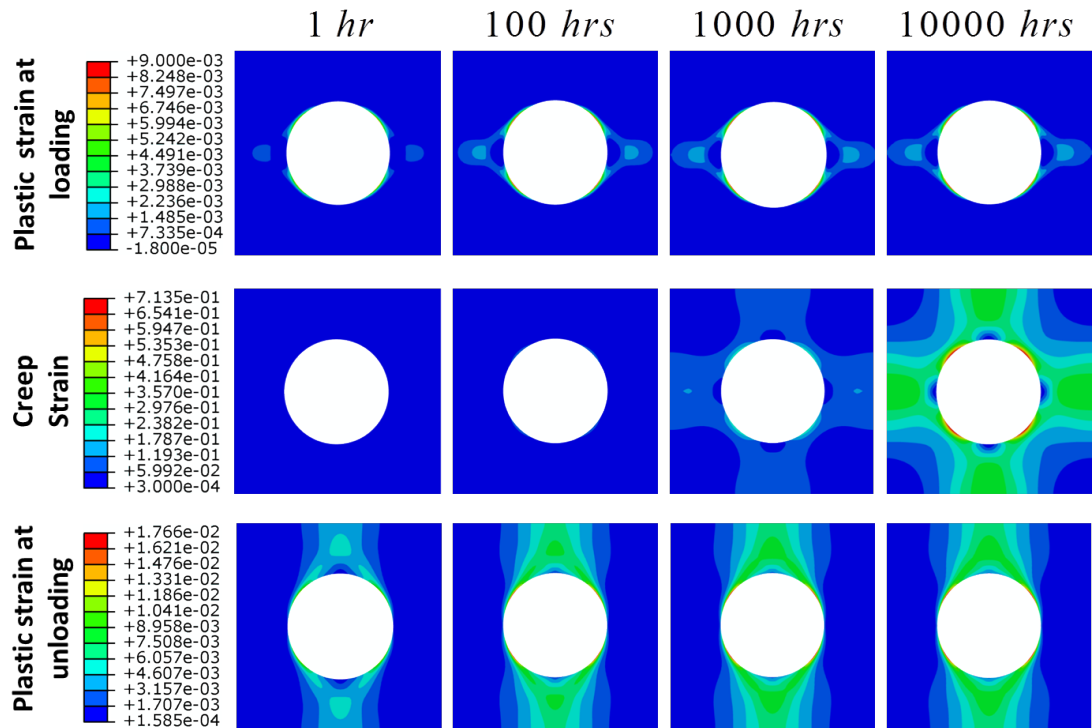 1 hr 100 hrs 1000 hrs 10000 hrs
Plastic strain at
loading
+9.000e-03
+8.248e-03
+7.497e-03
+6.746e-03
+5.994e-03
+5.242e-03
+4.491e-03
+3.739e-03
+2.988e-03
+2.236e-03
+1.485e-03
+7.335e-04
-1.800e-05
Creep
Strain
+7.135e-01
+6.541e-01
+5.947e-01
+5.353e-01
+4.758e-01
+4.164e-01
+3.570e-01
+2.976e-01
+2.382e-01
+1.787e-01
+1.193e-01
+5.992e-02
+3.000e-04
Plastic strain at
unloading
+1.766e-02
+1.621e-02
+1.476e-02
+1.331e-02
+1.186e-02
+1.041e-02
+8.958e-03
+7.508e-03
+6.057e-03
+4.607e-03
+3.157e-03
+1.707e-03
+1.585e-04